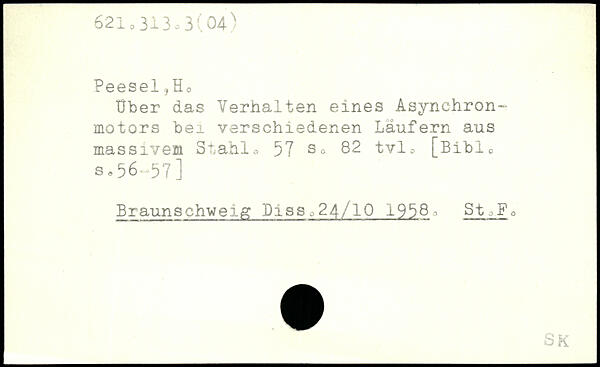 621.313.3(04)
Peesel,H.
Über das Verhalten eines Asynchron-
motors bei verschiedenen Läufern aus
massivem Stahl. 57 s. 82 tvl. [Bibl.
s.56-57]
Braunschweig Diss.24/10 1958. St.F.
SK